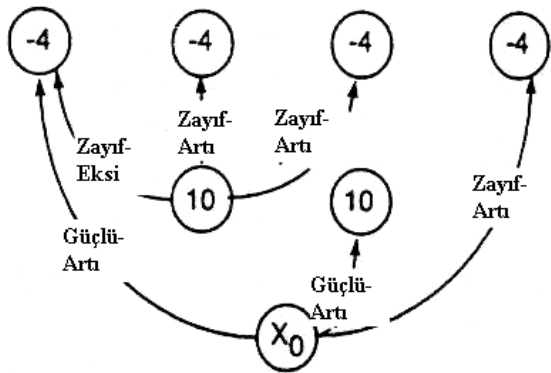 -4 -4 -4 -4
Zayıf-
Eksi
Zayıf-
Artı
Zayıf-
Artı
Zayıf-
Artı
10 10
Güçlü-
Artı
Güçlü-
Artı
X₀